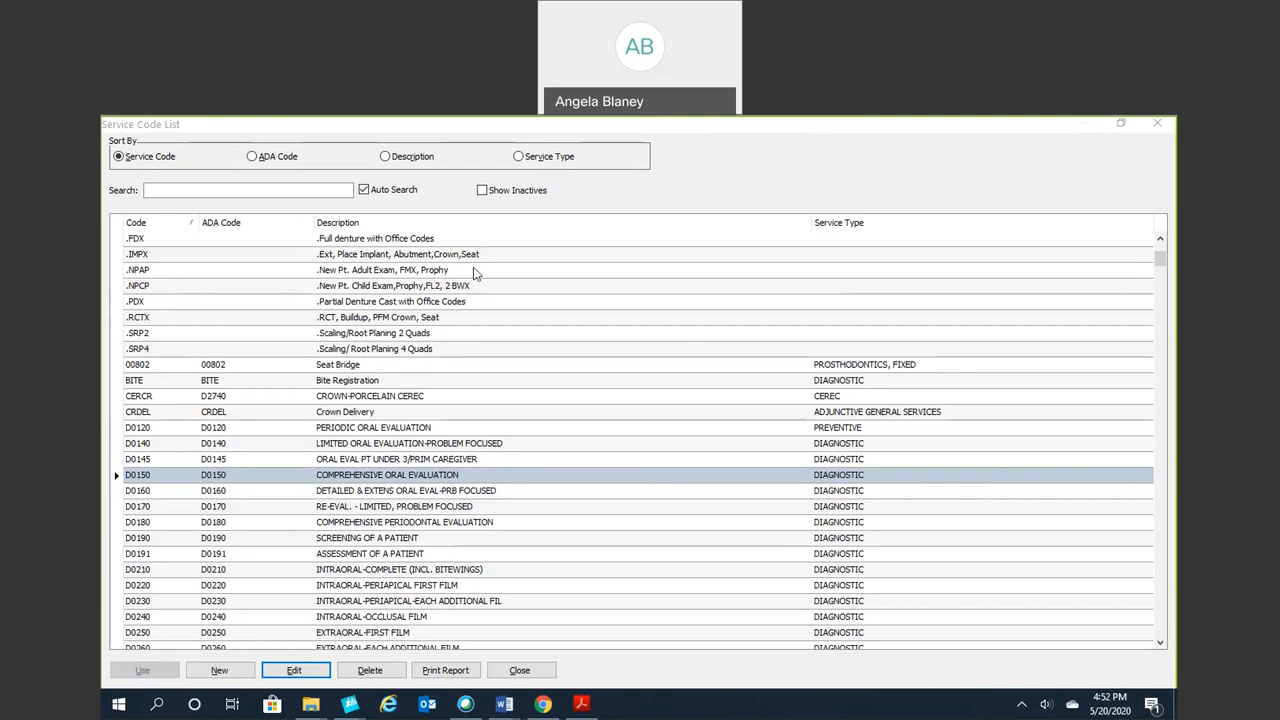 AB
Angela Blaney
Service Code List
Sort By
Service Code ADA Code Description Service Type
Search: Auto Search Show Inactives
Code / ADA Code Description Service Type
.FDX .Full denture with Office Codes
.IMPX .Ext, Place Implant, Abutment,Crown,Seat
.NPAP .New Pt. Adult Exam, FMX, Prophy
.NPCP .New Pt. Child Exam,Prophy,FL2, 2 BWX
.PDX .Partial Denture Cast with Office Codes
.RCTX .RCT, Buildup, PFM Crown, Seat
.SRP2 .Scaling/Root Planing 2 Quads
.SRP4 .Scaling/ Root Planing 4 Quads
00802 00802 Seat Bridge PROSTHODONTICS, FIXED
BITE BITE Bite Registration DIAGNOSTIC
CERCR D2740 CROWN-PORCELAIN CEREC CEREC
CRDEL CRDEL Crown Delivery ADJUNCTIVE GENERAL SERVICES
D0120 D0120 PERIODIC ORAL EVALUATION PREVENTIVE
D0140 D0140 LIMITED ORAL EVALUATION-PROBLEM FOCUSED DIAGNOSTIC
D0145 D0145 ORAL EVAL PT UNDER 3/PRIM CAREGIVER DIAGNOSTIC
D0150 D0150 COMPREHENSIVE ORAL EVALUATION DIAGNOSTIC
D0160 D0160 DETAILED & EXTENS ORAL EVAL-PRB FOCUSED DIAGNOSTIC
D0170 D0170 RE-EVAL. - LIMITED, PROBLEM FOCUSED DIAGNOSTIC
D0180 D0180 COMPREHENSIVE PERIODONTAL EVALUATION DIAGNOSTIC
D0190 D0190 SCREENING OF A PATIENT DIAGNOSTIC
D0191 D0191 ASSESSMENT OF A PATIENT DIAGNOSTIC
D0210 D0210 INTRAORAL-COMPLETE (INCL. BITEWINGS) DIAGNOSTIC
D0220 D0220 INTRAORAL-PERIAPICAL FIRST FILM DIAGNOSTIC
D0230 D0230 INTRAORAL-PERIAPICAL-EACH ADDITIONAL FIL DIAGNOSTIC
D0240 D0240 INTRAORAL-OCCLUSAL FILM DIAGNOSTIC
D0250 D0250 EXTRAORAL-FIRST FILM DIAGNOSTIC
D0260 D0260 EXTRAORAL-EACH ADDITIONAL FILM DIAGNOSTIC
Use New Edit Delete Print Report Close
4:52 PM
5/20/2020
1